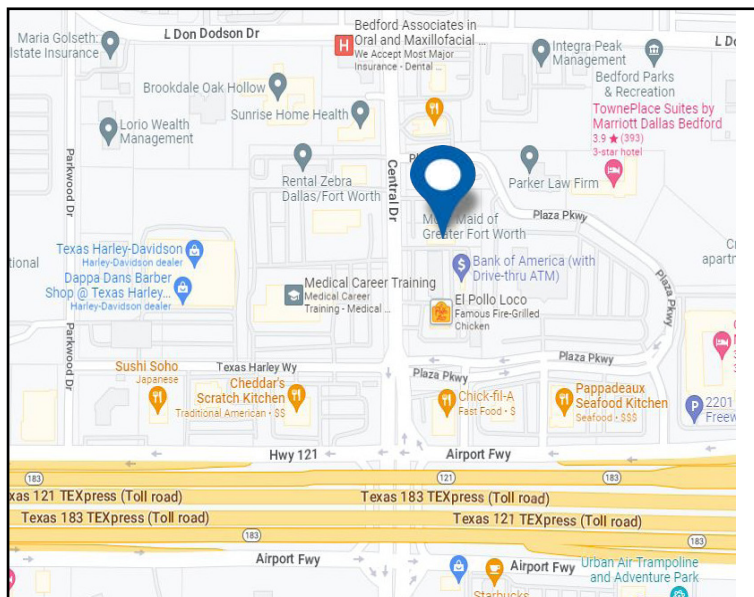 L Don Dodson Dr
Maria Golseth:
llstate Insurance
Bedford Associates in
Oral and Maxillofacial ...
We Accept Most Major
Insurance - Dental ...
H
Integra Peak
Management
L Do
Bedford Parks
& Recreation
Brookdale Oak Hollow
Sunrise Home Health
Lorio Wealth
Management
TownePlace Suites by
Marriott Dallas Bedford
3.9 ★ (393)
3-star hotel
Parkwood Dr
Rental Zebra
Dallas/Fort Worth
Central Dr
Parker Law Firm
Plaza Pkwy
Maid of
Greater Fort Worth
Texas Harley-Davidson
Harley-Davidson dealer
Dappa Dans Barber
Shop @ Texas Harley...
Harley-Davidson dealer
tional
Bank of America (with
Drive-thru ATM)
$
Medical Career Training
Medical Career
Training - Medical ...
El Pollo Loco
Famous Fire-Grilled
Chicken
Plaza Pkwy
Cr
apartm
Parkwood Dr
Texas Harley Wy
Plaza Pkwy
Plaza Pkwy
Sushi Soho
Japanese
Cheddar's
Scratch Kitchen
Traditional American • $$
Chick-fil-A
Fast Food • $
Pappadeaux
Seafood Kitchen
Seafood • $$$
P
2201
Freew
Hwy 121
Airport Fwy
183
121
183
xas 121 TEXpress (Toll road)
Texas 183 TEXpress (Toll road)
Texas 183 TEXpress (Toll road)
Texas 121 TEXpress (Toll road)
183
183
Airport Fwy
Airport Fwy
Urban Air Trampoline
and Adventure Park
Starbucks